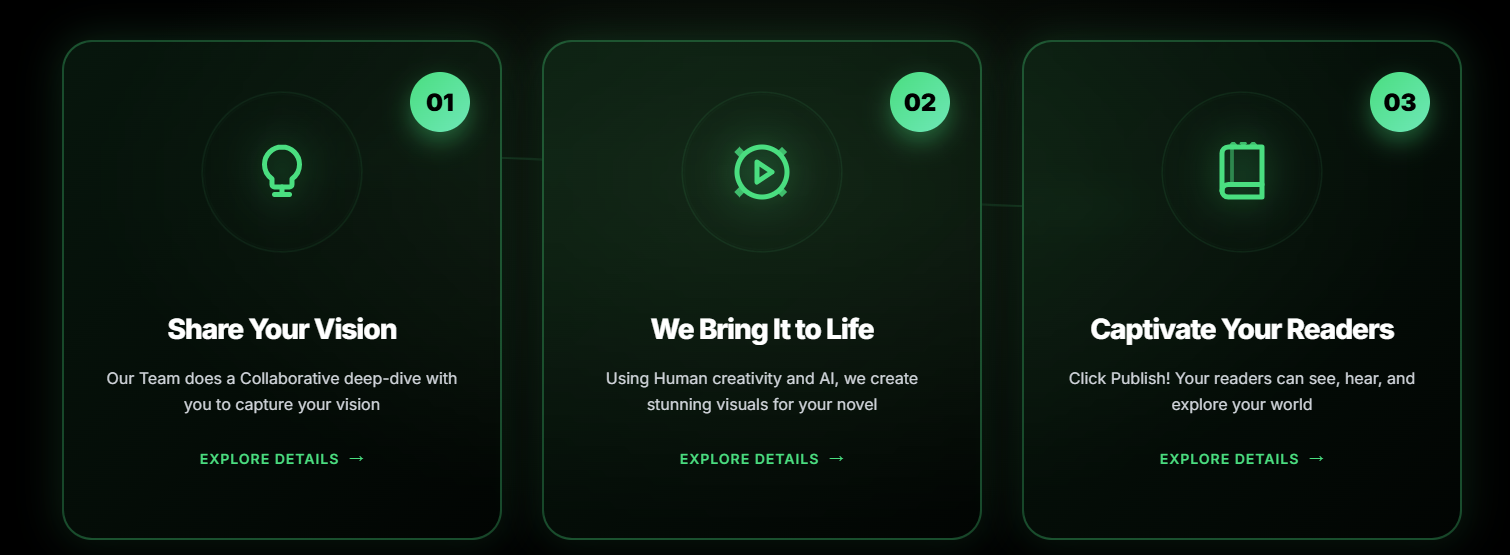 01
Share Your Vision
Our Team does a Collaborative deep-dive with
you to capture your vision
EXPLORE DETAILS →
02
We Bring It to Life
Using Human creativity and AI, we create
stunning visuals for your novel
EXPLORE DETAILS →
03
Captivate Your Readers
Click Publish! Your readers can see, hear, and
explore your world
EXPLORE DETAILS →